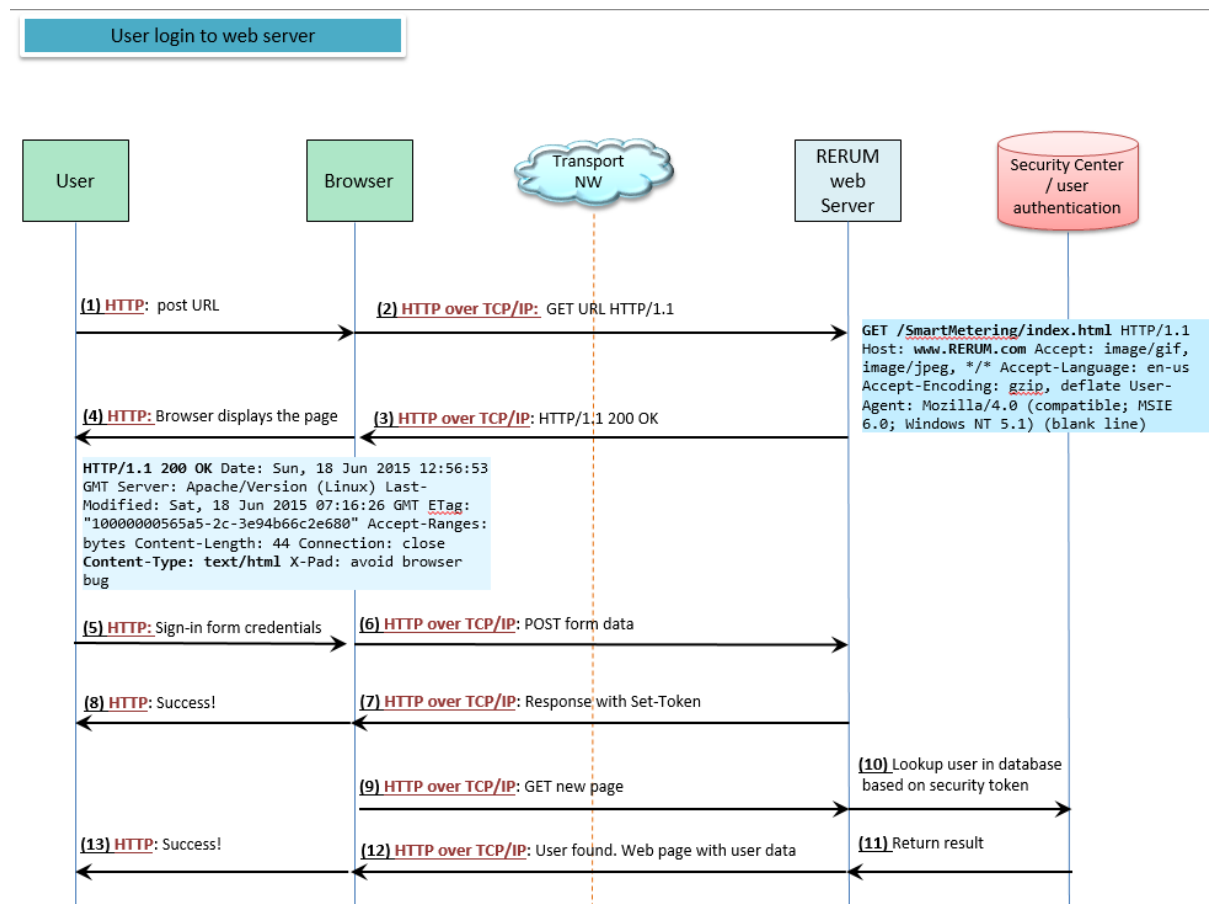 User login to web server
User
Browser
Transport
NW
RERUM
web
Server
Security Center
/ user
authentication
(1) HTTP: post URL
(2) HTTP over TCP/IP: GET URL HTTP/1.1
GET /SmartMetering/index.html HTTP/1.1
Host: www.RERUM.com Accept: image/gif,
image/jpeg, */* Accept-Language: en-us
Accept-Encoding: gzip, deflate User-
Agent: Mozilla/4.0 (compatible; MSIE
6.0; Windows NT 5.1) (blank line)
(4) HTTP: Browser displays the page
(3) HTTP over TCP/IP: HTTP/1.1 200 OK
HTTP/1.1 200 OK Date: Sun, 18 Jun 2015 12:56:53
GMT Server: Apache/Version (Linux) Last-
Modified: Sat, 18 Jun 2015 07:16:26 GMT ETag:
"10000000565a5-2c-3e94b66c2e680" Accept-Ranges:
bytes Content-Length: 44 Connection: close
Content-Type: text/html X-Pad: avoid browser
bug
(5) HTTP: Sign-in form credentials
(6) HTTP over TCP/IP: POST form data
(8) HTTP: Success!
(7) HTTP over TCP/IP: Response with Set-Token
(10) Lookup user in database
based on security token
(9) HTTP over TCP/IP: GET new page
(13) HTTP: Success!
(12) HTTP over TCP/IP: User found. Web page with user data
(11) Return result